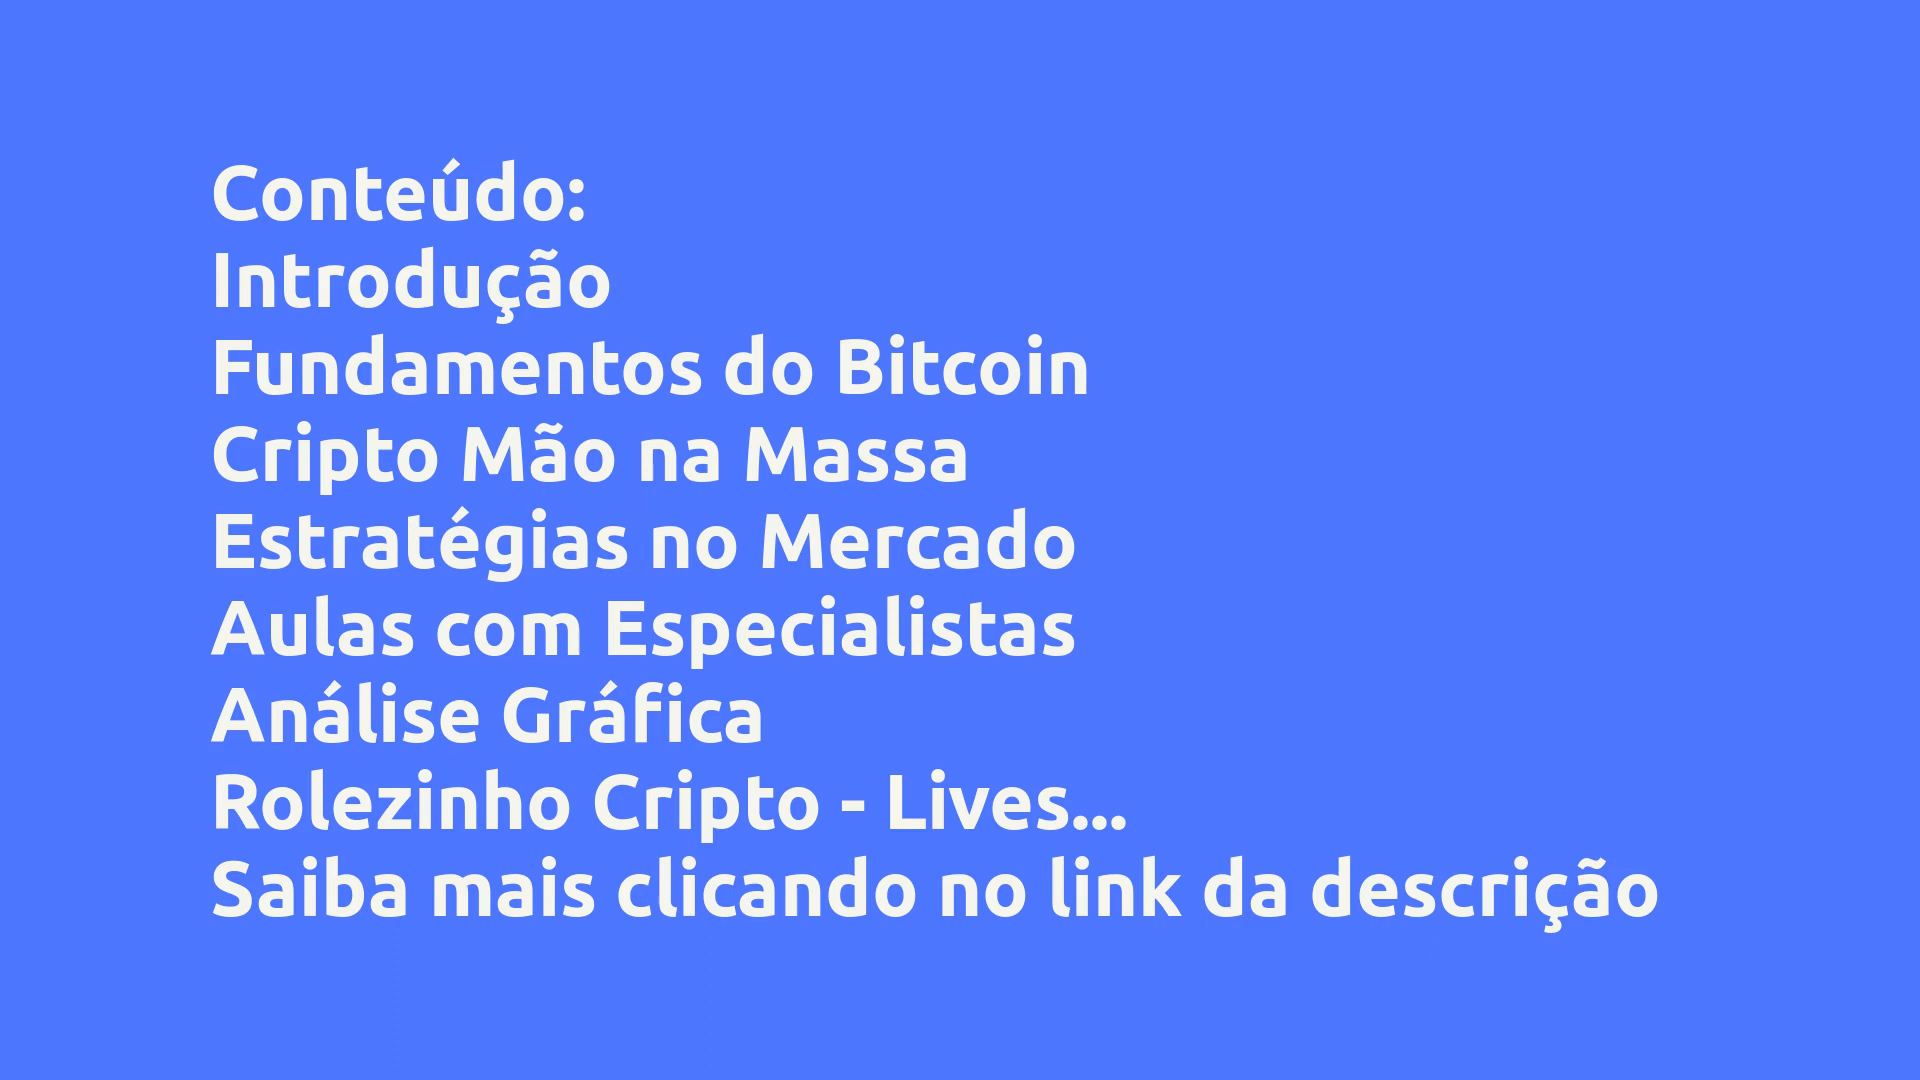 Conteúdo:
Introdução
Fundamentos do Bitcoin
Cripto Mão na Massa
Estratégias no Mercado
Aulas com Especialistas
Análise Gráfica
Rolezinho Cripto - Lives...
Saiba mais clicando no link da descrição